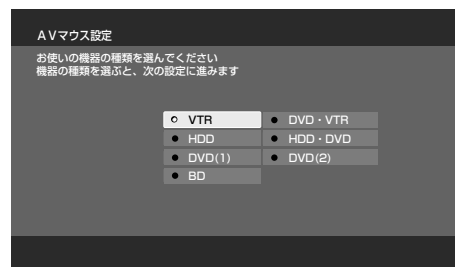 AVマウス設定
お使いの機器の種類を選んでください
機器の種類を選ぶと、次の設定に進みます
VTR
DVD・VTR
HDD
HDD・DVD
DVD(1)
DVD(2)
BD